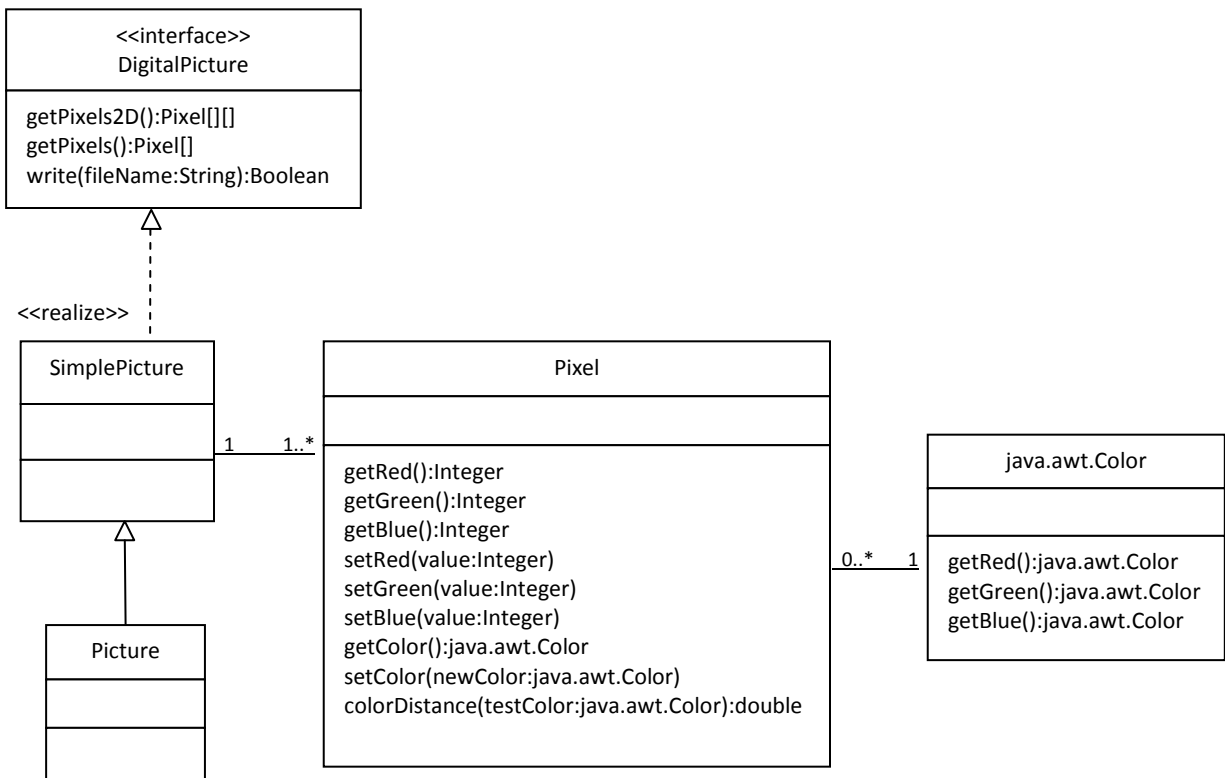 <<interface>>
DigitalPicture
getPixels2D():Pixel[][]
getPixels():Pixel[]
write(fileName:String):Boolean
<<realize>>
SimplePicture
1
1..*
Pixel
getRed():Integer
getGreen():Integer
getBlue():Integer
setRed(value:Integer)
setGreen(value:Integer)
setBlue(value:Integer)
getColor():java.awt.Color
setColor(newColor:java.awt.Color)
colorDistance(testColor:java.awt.Color):double
0..*
1
java.awt.Color
getRed():java.awt.Color
getGreen():java.awt.Color
getBlue():java.awt.Color
Picture